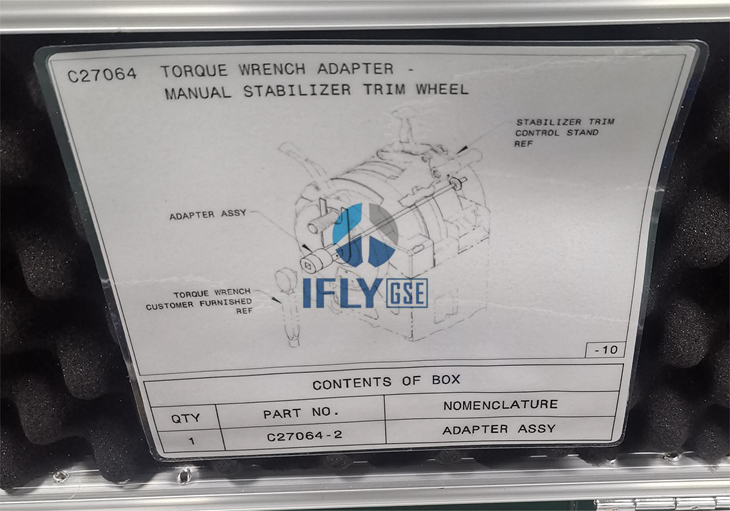 C27064 TORQUE WRENCH ADAPTER -
MANUAL STABILIZER TRIM WHEEL
STABILIZER TRIM
CONTROL STAND
REF
ADAPTER ASSY
TORQUE WRENCH
CUSTOMER FURNISHED
REF
IFLY GSE
-10
CONTENTS OF BOX
QTY PART NO. NOMENCLATURE
1 C27064-2 ADAPTER ASSY